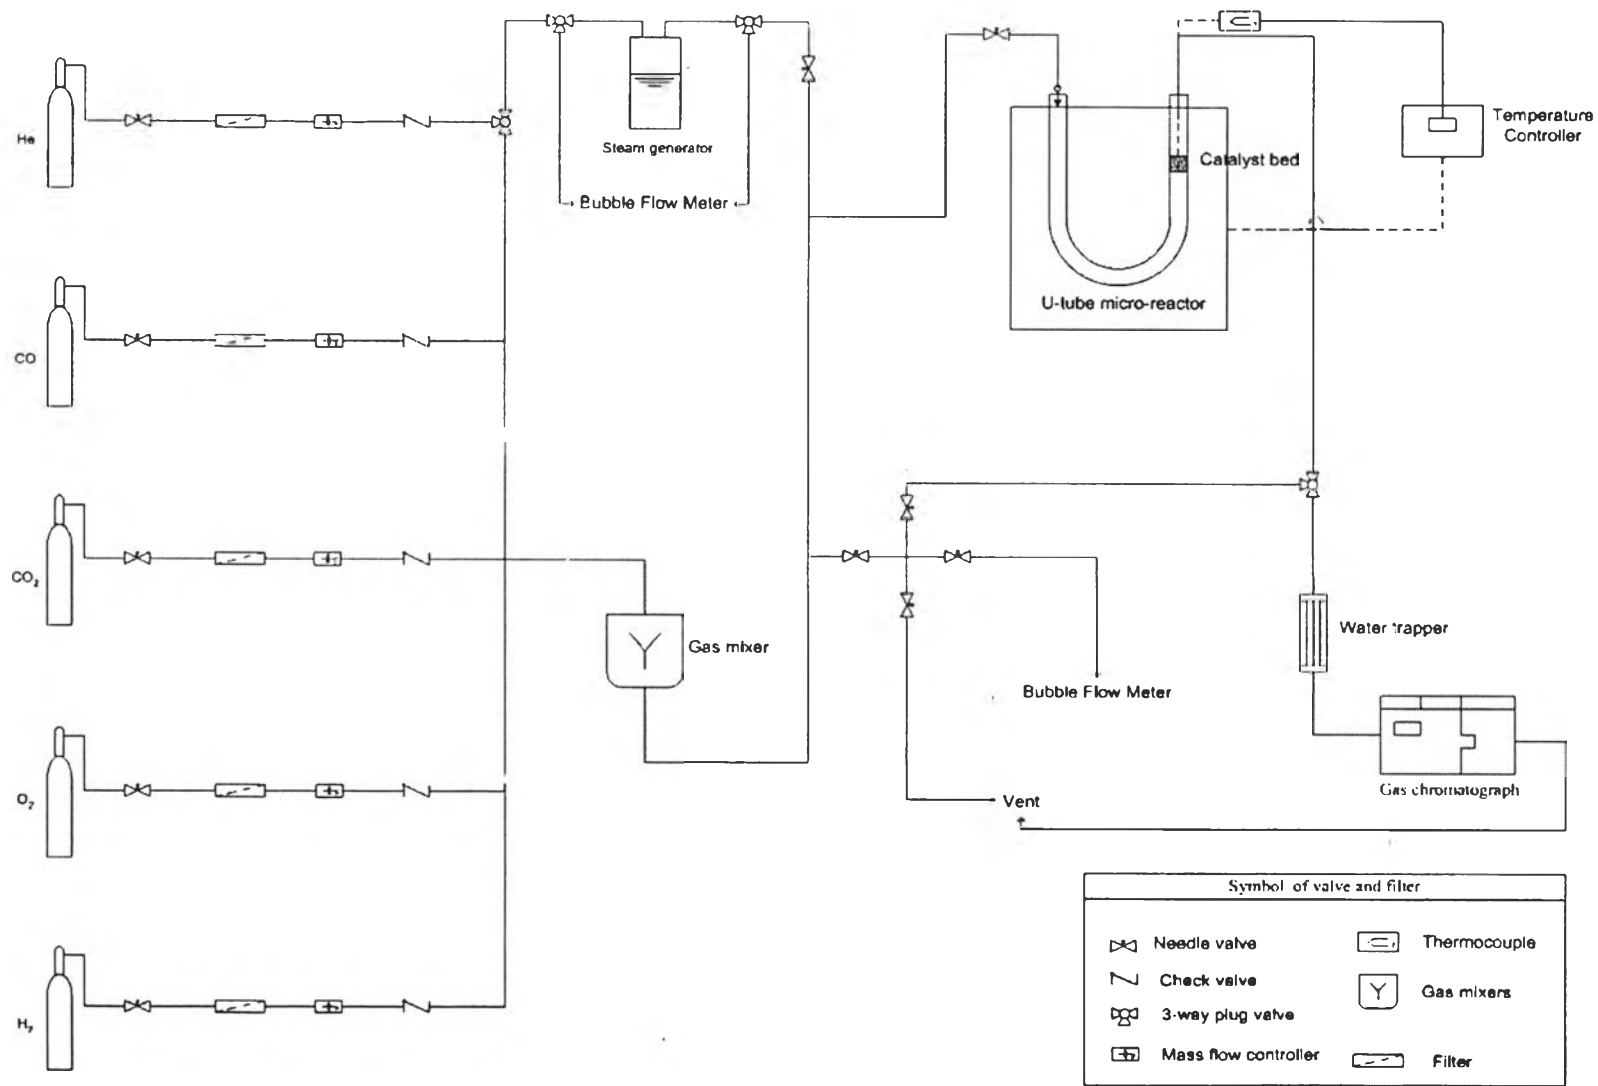 He
Steam generator
Bubble Flow Meter
Catalyst bed
Temperature
Controller
U-tube micro-reactor
CO
CO2
Gas mixer
Water trapper
Bubble Flow Meter
O2
Gas chromatograph
Vent
H2
Symbol of valve and filter
Needle valve
Thermocouple
Check valve
Gas mixers
3-way plug valve
Mass flow controller
Filter